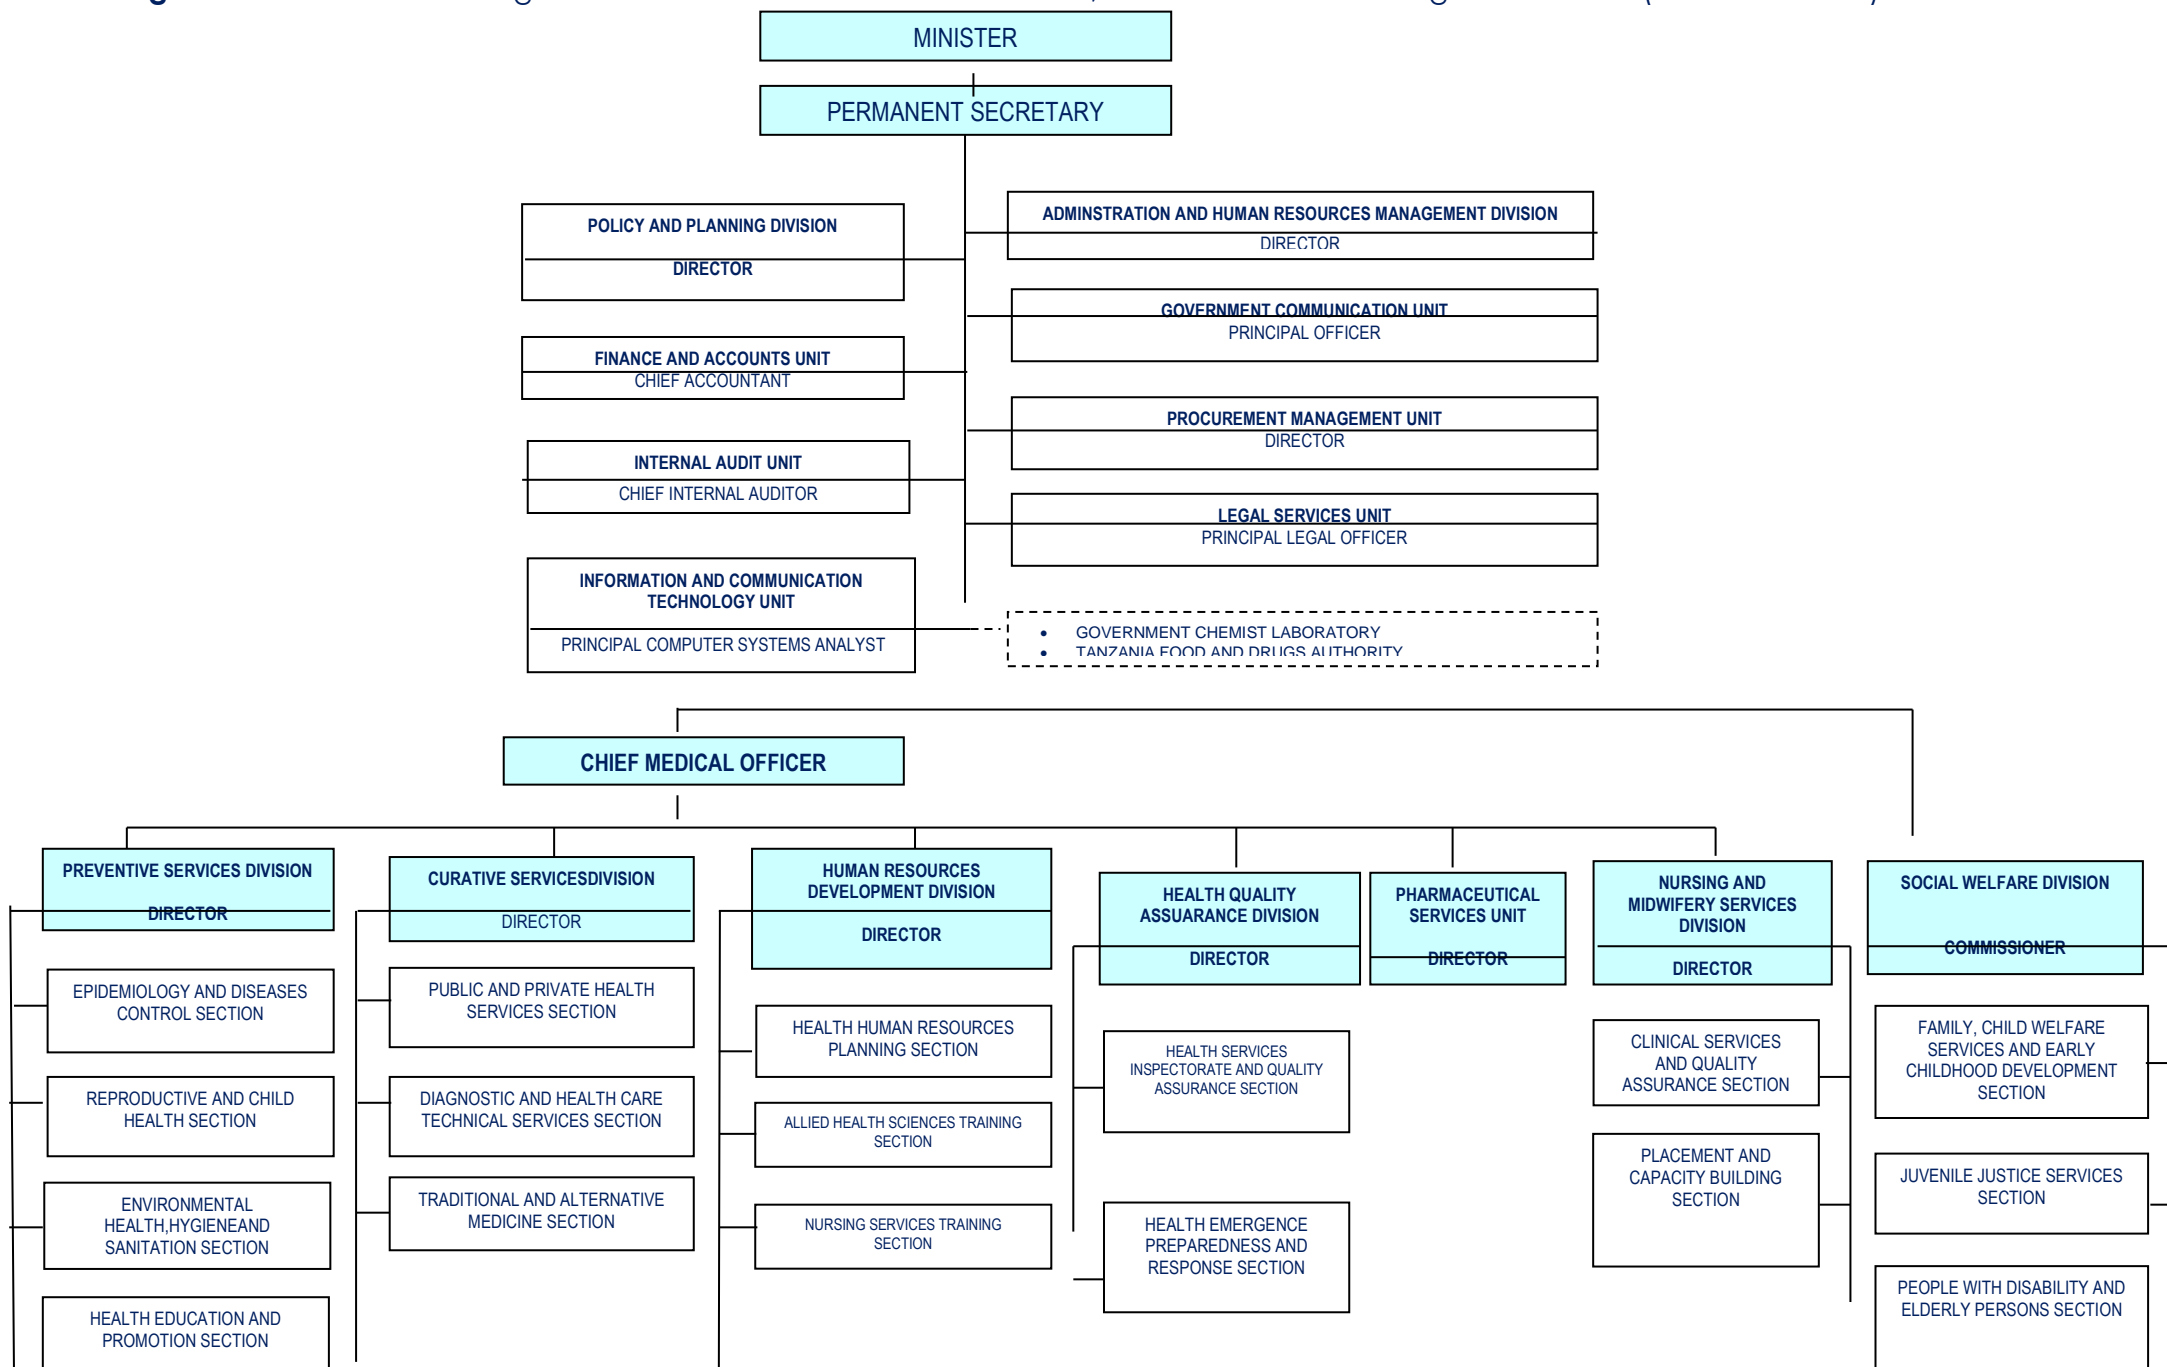 MINISTER
PERMANENT SECRETARY
POLICY AND PLANNING DIVISION
DIRECTOR
ADMINSTRATION AND HUMAN RESOURCES MANAGEMENT DIVISION
DIRECTOR
GOVERNMENT COMMUNICATION UNIT
PRINCIPAL OFFICER
FINANCE AND ACCOUNTS UNIT
CHIEF ACCOUNTANT
PROCUREMENT MANAGEMENT UNIT
DIRECTOR
INTERNAL AUDIT UNIT
CHIEF INTERNAL AUDITOR
LEGAL SERVICES UNIT
PRINCIPAL LEGAL OFFICER
INFORMATION AND COMMUNICATION
TECHNOLOGY UNIT
PRINCIPAL COMPUTER SYSTEMS ANALYST
• GOVERNMENT CHEMIST LABORATORY
• TANZANIA FOOD AND DRUGS AUTHORITY
CHIEF MEDICAL OFFICER
PREVENTIVE SERVICES DIVISION
DIRECTOR
EPIDEMIOLOGY AND DISEASES
CONTROL SECTION
REPRODUCTIVE AND CHILD
HEALTH SECTION
ENVIRONMENTAL
HEALTH,HYGIENEAND
SANITATION SECTION
HEALTH EDUCATION AND
PROMOTION SECTION
CURATIVE SERVICESDIVISION
DIRECTOR
PUBLIC AND PRIVATE HEALTH
SERVICES SECTION
DIAGNOSTIC AND HEALTH CARE
TECHNICAL SERVICES SECTION
TRADITIONAL AND ALTERNATIVE
MEDICINE SECTION
HUMAN RESOURCES
DEVELOPMENT DIVISION
DIRECTOR
HEALTH HUMAN RESOURCES
PLANNING SECTION
ALLIED HEALTH SCIENCES TRAINING
SECTION
NURSING SERVICES TRAINING
SECTION
HEALTH QUALITY
ASSUARANCE DIVISION
DIRECTOR
HEALTH SERVICES
INSPECTORATE AND QUALITY
ASSURANCE SECTION
HEALTH EMERGENCE
PREPAREDNESS AND
RESPONSE SECTION
PHARMACEUTICAL
SERVICES UNIT
DIRECTOR
NURSING AND
MIDWIFERY SERVICES
DIVISION
DIRECTOR
CLINICAL SERVICES
AND QUALITY
ASSURANCE SECTION
PLACEMENT AND
CAPACITY BUILDING
SECTION
SOCIAL WELFARE DIVISION
COMMISSIONER
FAMILY, CHILD WELFARE
SERVICES AND EARLY
CHILDHOOD DEVELOPMENT
SECTION
JUVENILE JUSTICE SERVICES
SECTION
PEOPLE WITH DISABILITY AND
ELDERLY PERSONS SECTION